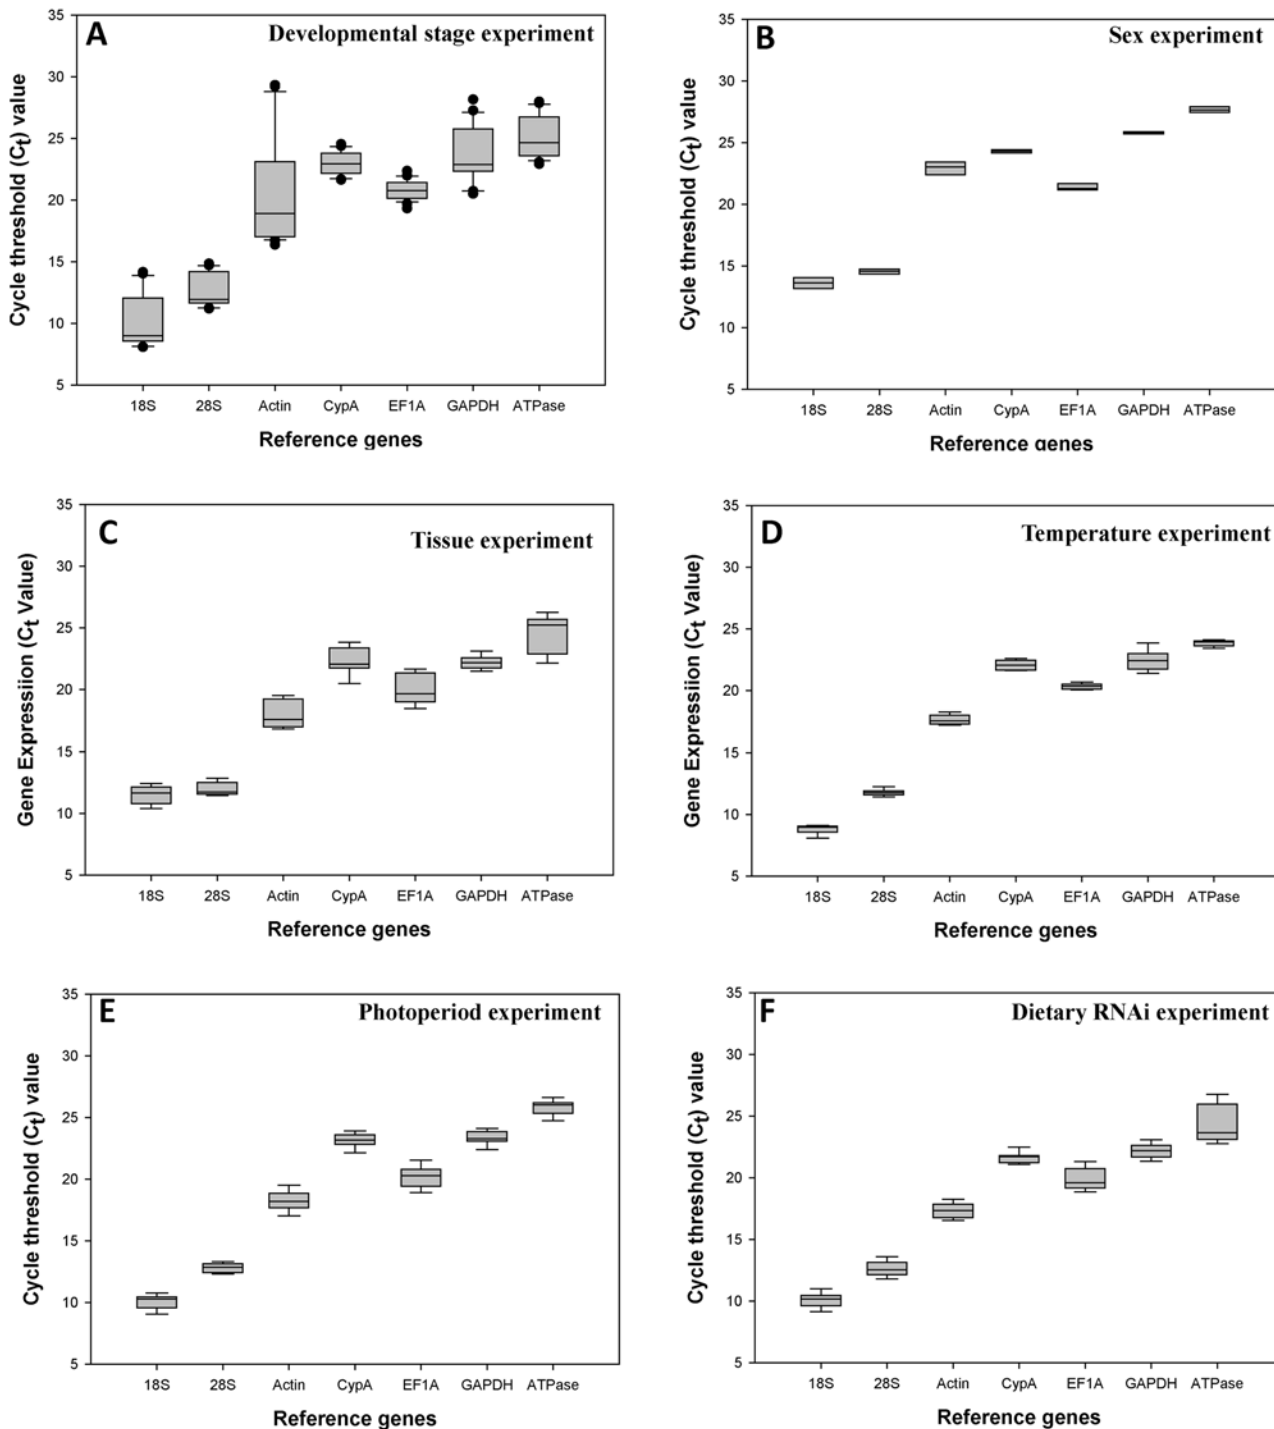 A
Developmental stage experiment
Cycle threshold (Ct) value
35
30
25
20
15
10
5
18S 28S Actin CypA EF1A GAPDH ATPase
Reference genes
B
Sex experiment
Cycle threshold (Ct) value
35
30
25
20
15
10
5
18S 28S Actin CypA EF1A GAPDH ATPase
Reference genes
C
Tissue experiment
Gene Expressiion (Ct Value)
35
30
25
20
15
10
5
18S 28S Actin CypA EF1A GAPDH ATPase
Reference genes
D
Temperature experiment
Gene Expressiion (Ct Value)
35
30
25
20
15
10
5
18S 28S Actin CypA EF1A GAPDH ATPase
Reference genes
E
Photoperiod experiment
Cycle threshold (Ct) value
35
30
25
20
15
10
5
18S 28S Actin CypA EF1A GAPDH ATPase
Reference genes
F
Dietary RNAi experiment
Cycle threshold (Ct) value
35
30
25
20
15
10
5
18S 28S Actin CypA EF1A GAPDH ATPase
Reference genes